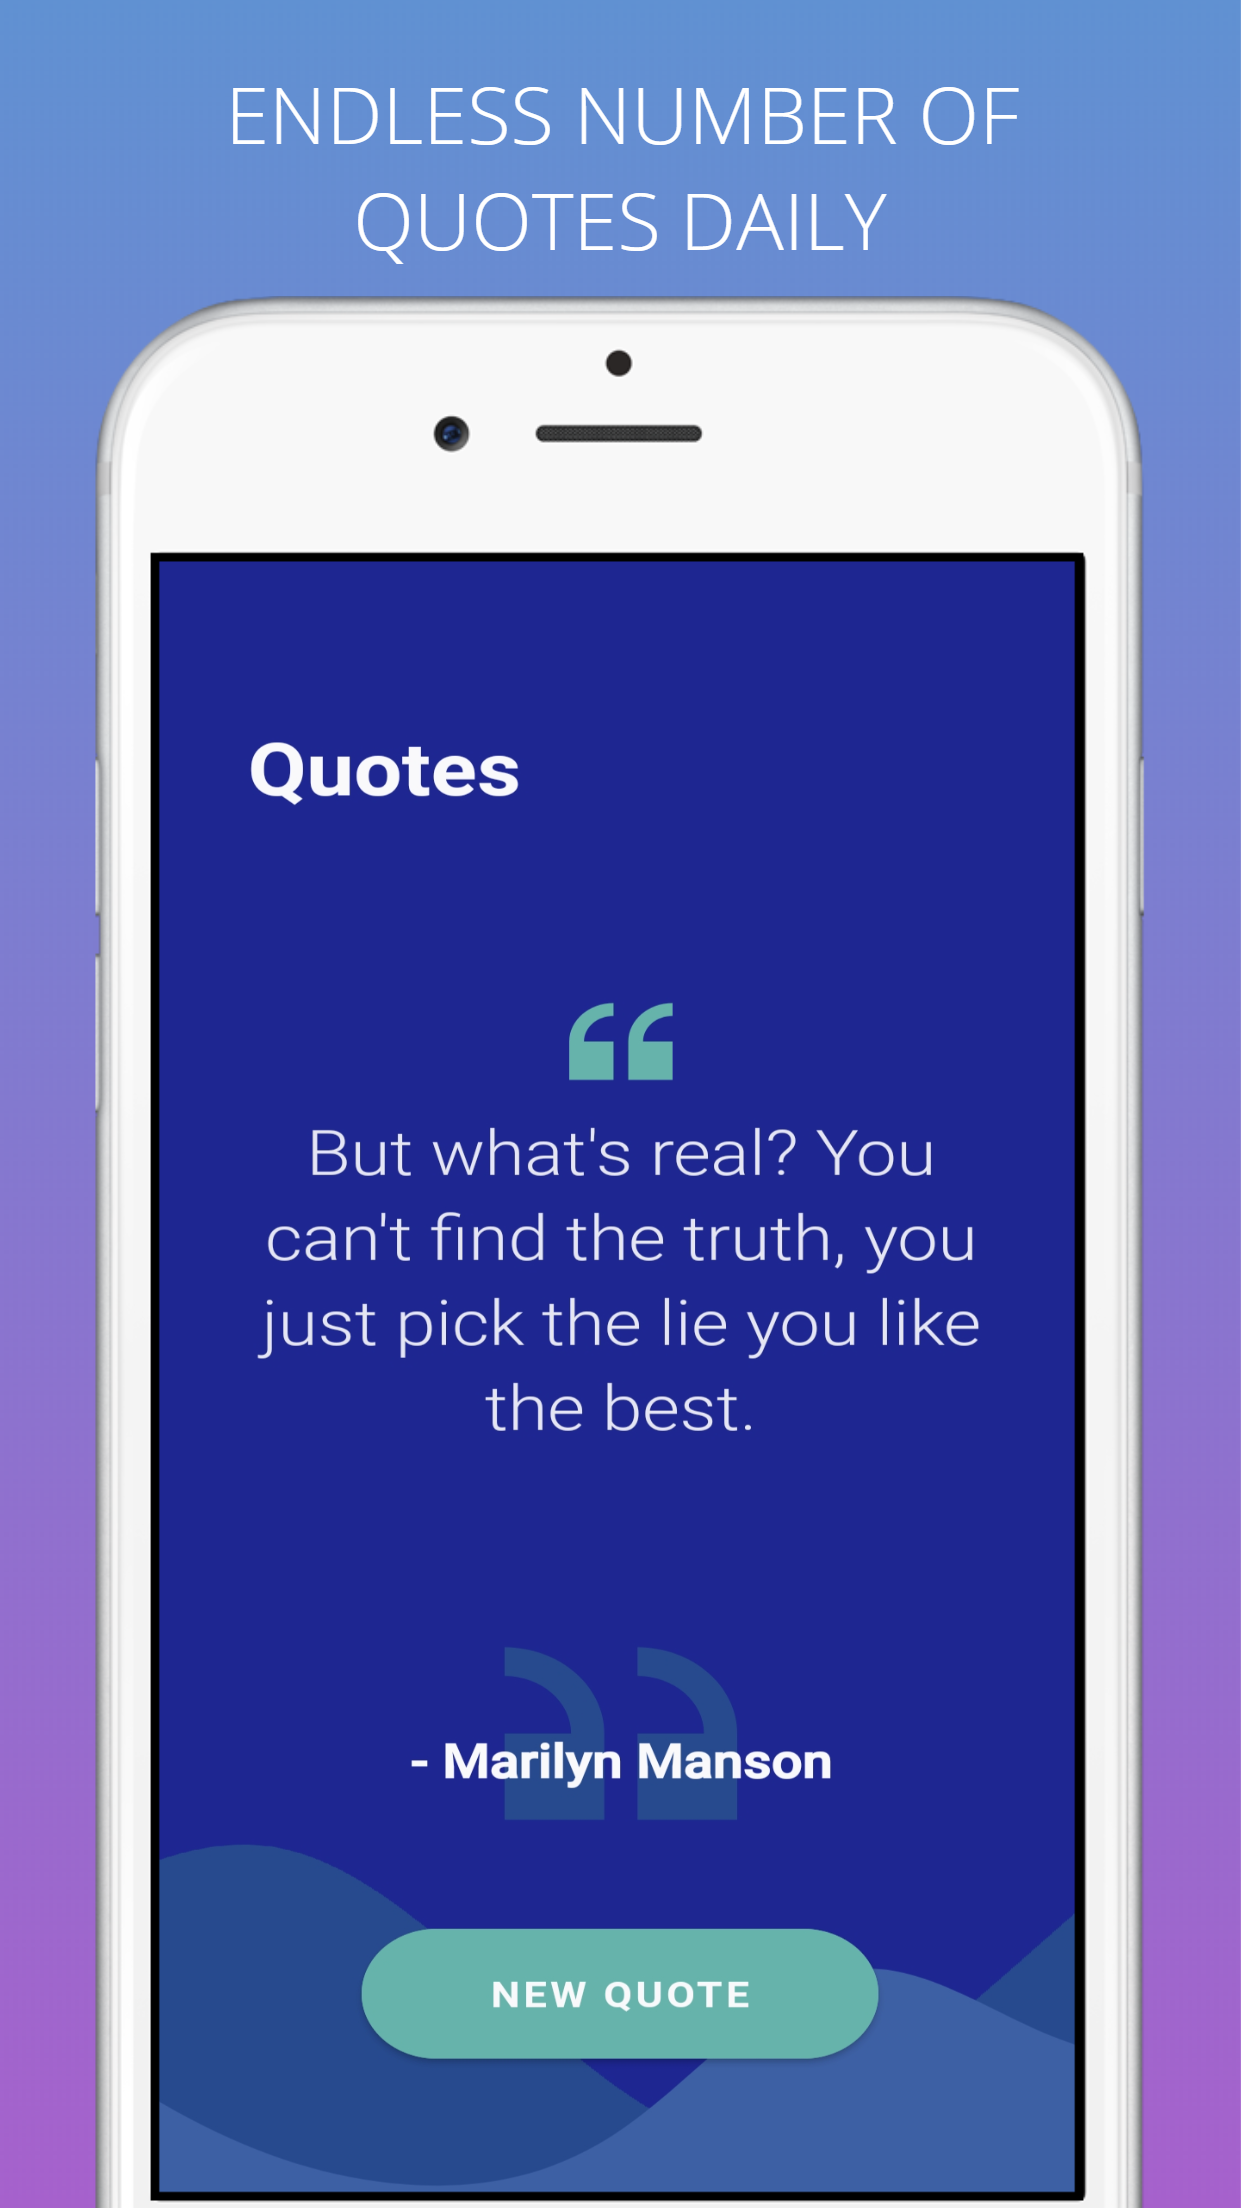 ENDLESS NUMBER OF
QUOTES DAILY
Quotes
“
But what's real? You
can't find the truth, you
just pick the lie you like
the best.
”
- Marilyn Manson
NEW QUOTE